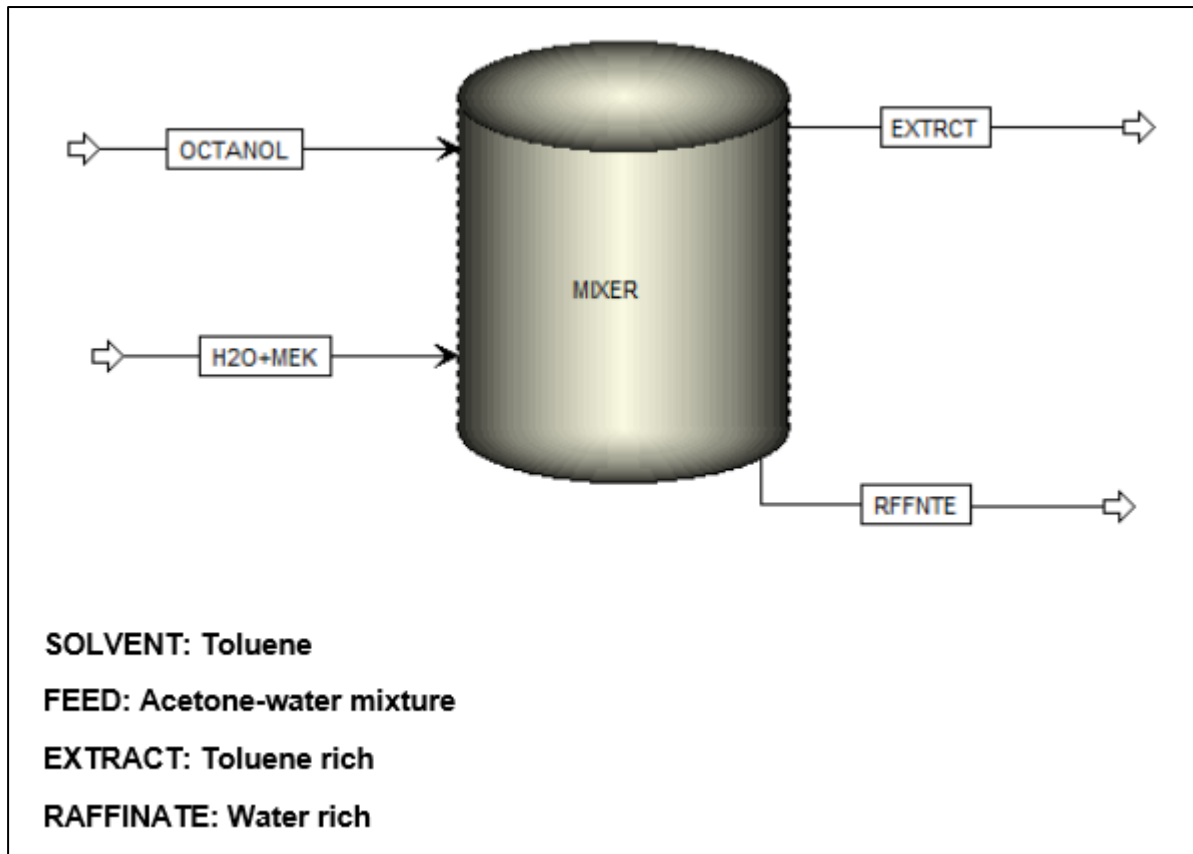 OCTANOL
EXTRCT
MIXER
H2O+MEK
RFFNTE
SOLVENT: Toluene
FEED: Acetone-water mixture
EXTRACT: Toluene rich
RAFFINATE: Water rich